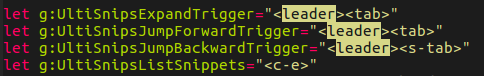 let g:UltiSnipsExpandTrigger="<leader><tab>"
let g:UltiSnipsJumpForwardTrigger="<leader><tab>"
let g:UltiSnipsJumpBackwardTrigger="<leader><s-tab>"
let g:UltiSnipsListSnippets="<c-e>"